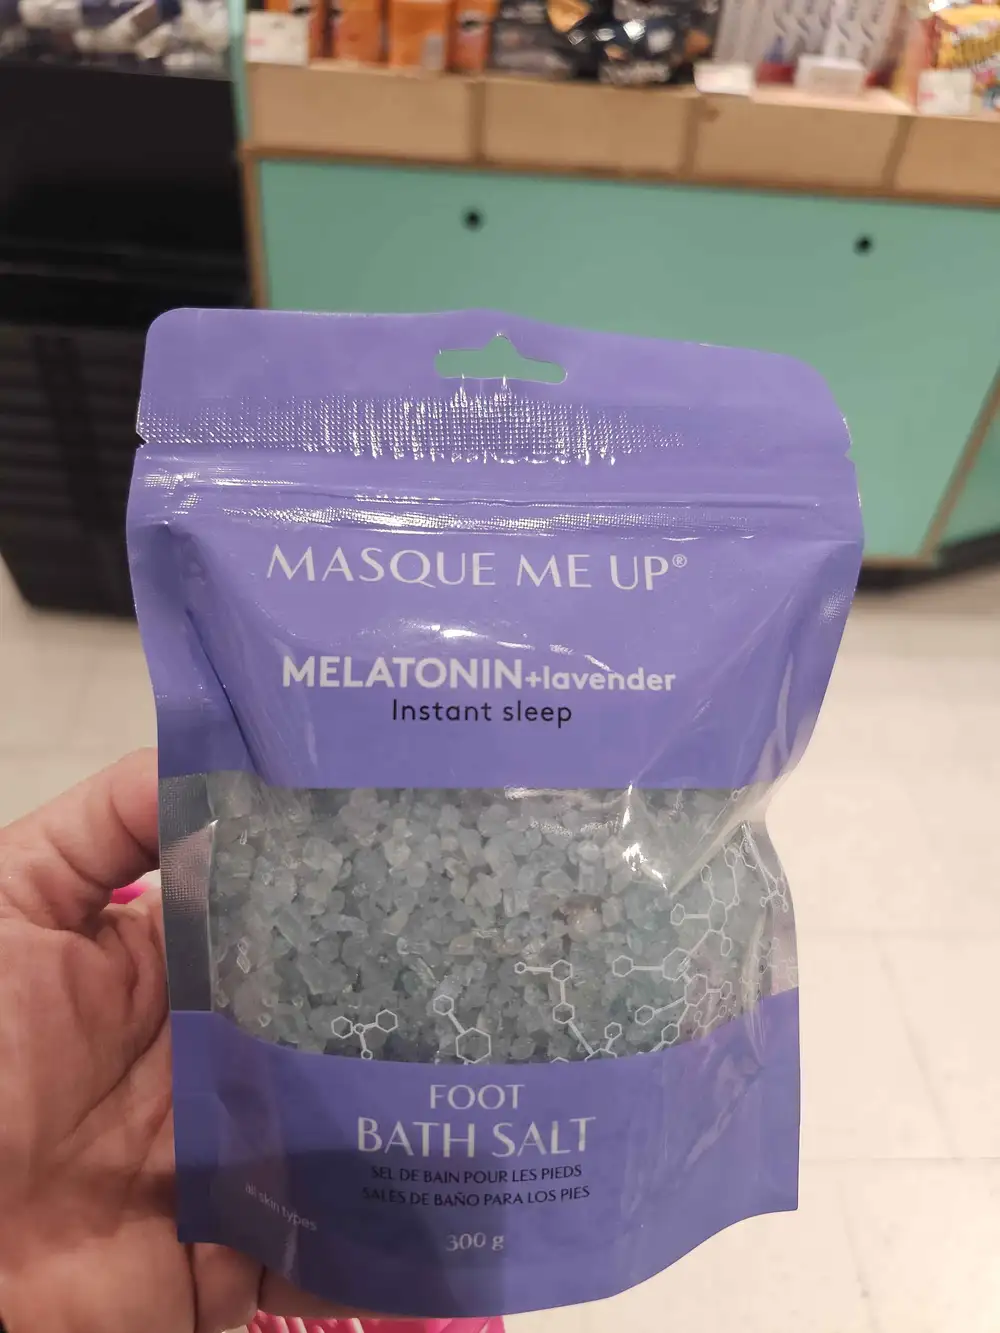 MASQUE ME UP®
MELATONIN+lavender
Instant sleep
FOOT
BATH SALT
SEL DE BAIN POUR LES PIEDS
SALES DE BAÑO PARA LOS PIES
all skin types
300 g